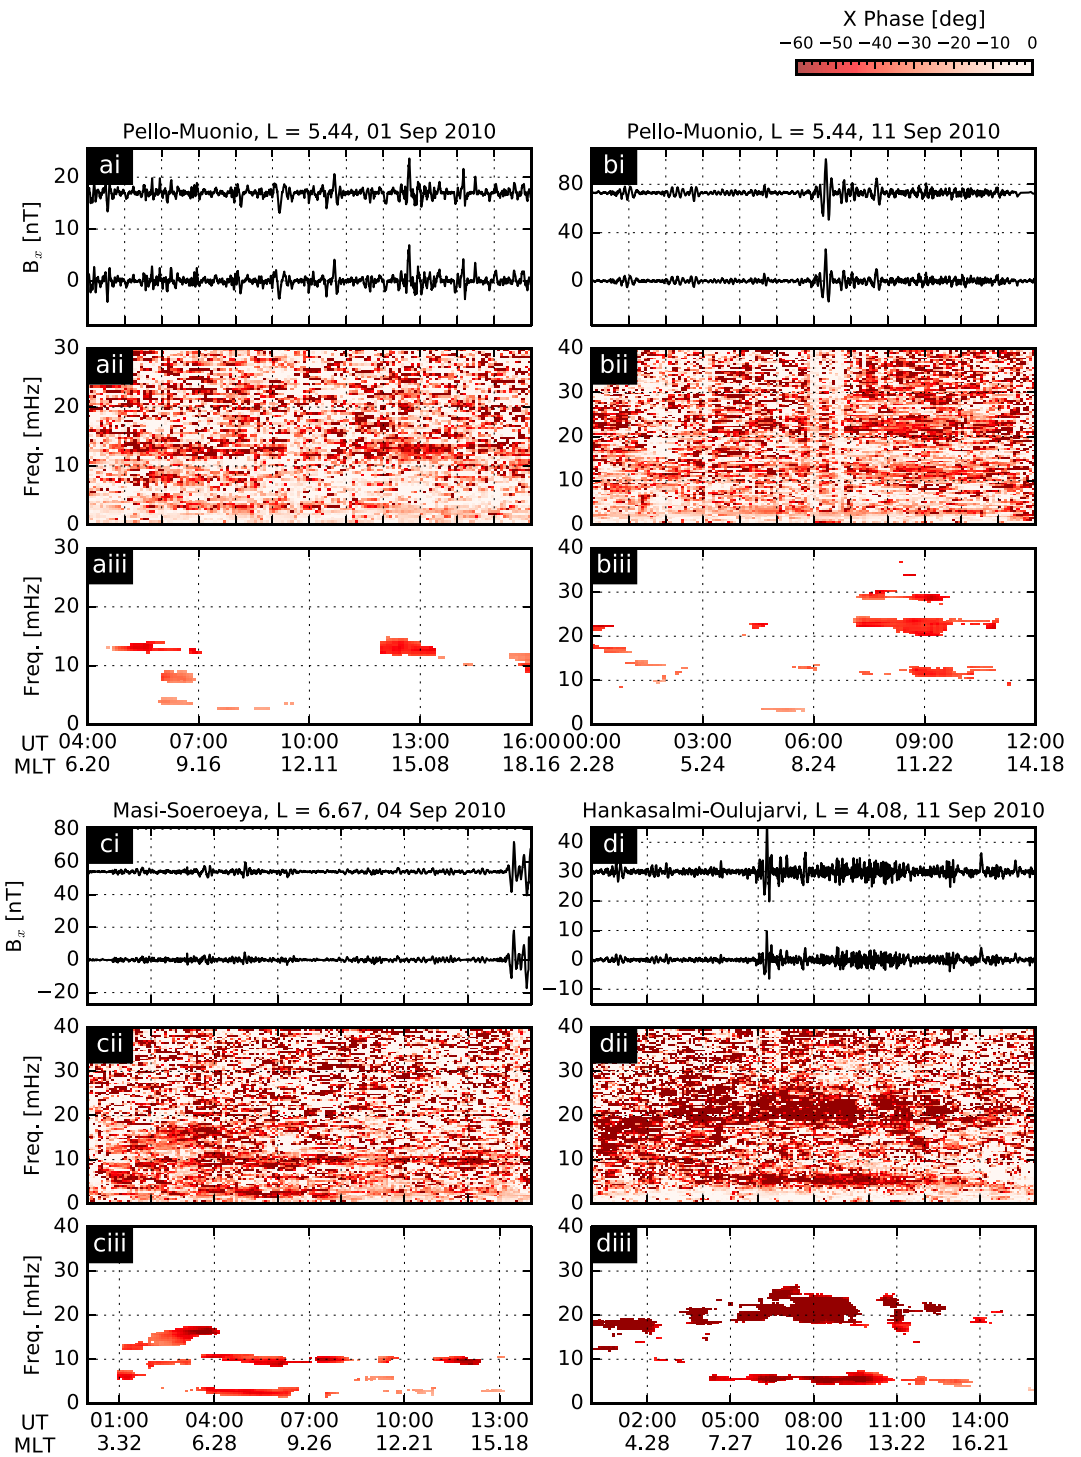 X Phase [deg]
−60 −50 −40 −30 −20 −10 0
Pello-Muonio, L = 5.44, 01 Sep 2010
Pello-Muonio, L = 5.44, 11 Sep 2010
ai
20
10
0
Bx [nT]
bi
80
40
0
aii
30
20
10
0
Freq. [mHz]
bii
40
30
20
10
0
aiii
30
20
10
0
Freq. [mHz]
biii
40
30
20
10
0
UT 04:00 07:00 10:00 13:00 16:00 00:00 03:00 06:00 09:00 12:00
MLT 6.20 9.16 12.11 15.08 18.16 2.28 5.24 8.24 11.22 14.18
Masi-Soeroeya, L = 6.67, 04 Sep 2010
Hankasalmi-Oulujarvi, L = 4.08, 11 Sep 2010
ci
80
60
40
20
0
−20
Bx [nT]
di
40
30
20
10
0
−10
cii
40
30
20
10
0
Freq. [mHz]
dii
40
30
20
10
0
ciii
40
30
20
10
0
Freq. [mHz]
diii
40
30
20
10
0
UT 01:00 04:00 07:00 10:00 13:00 02:00 05:00 08:00 11:00 14:00
MLT 3.32 6.28 9.26 12.21 15.18 4.28 7.27 10.26 13.22 16.21